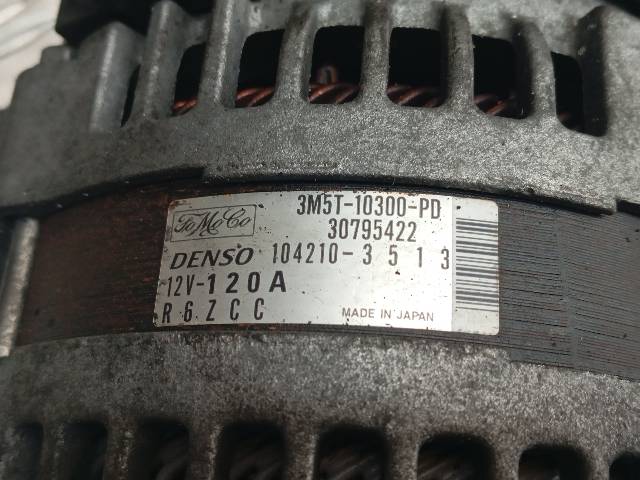 FoMoCo
3M5T-10300-PD
30795422
DENSO 104210-3513
12V-120A
R6ZCC
MADE IN JAPAN